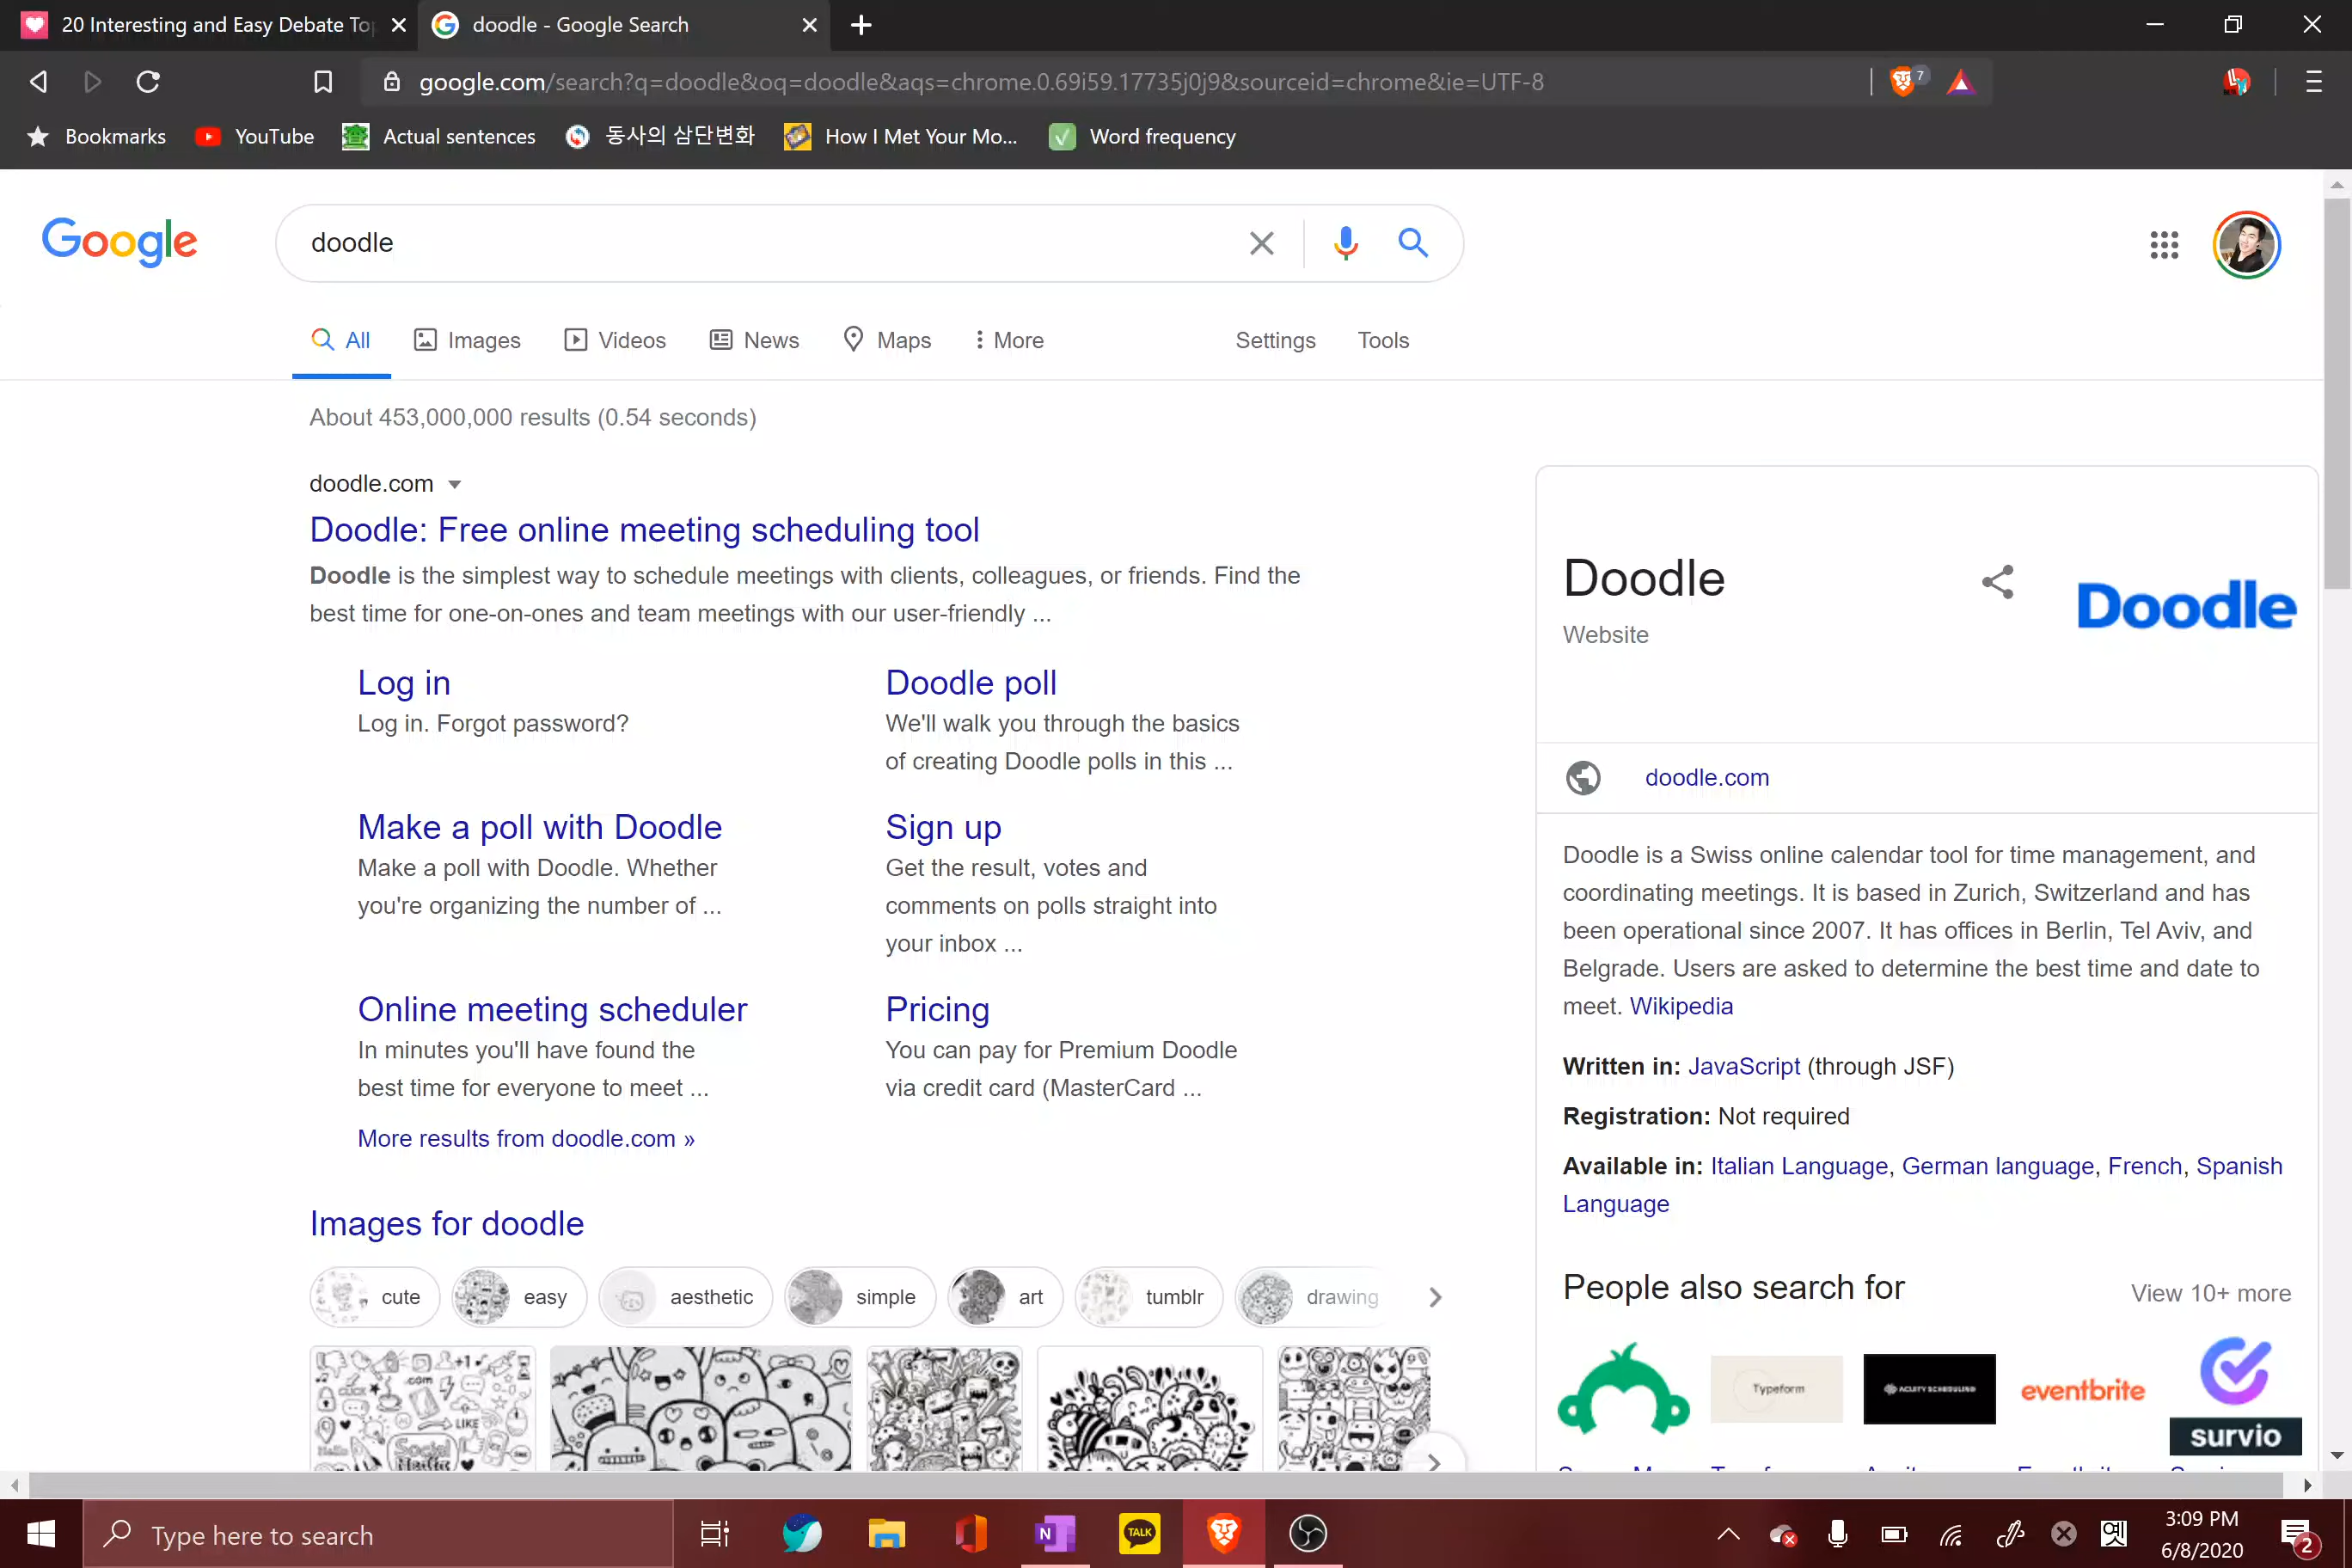 20 Interesting and Easy Debate To
doodle - Google Search
google.com/search?q=doodle&oq=doodle&aqs=chrome.0.69i59.17735j0j9&sourceid=chrome&ie=UTF-8
7
Bookmarks
YouTube
Actual sentences
동사의 삼단변화
How I Met Your Mo...
Word frequency
Google
doodle
All
Images
Videos
News
Maps
More
Settings
Tools
About 453,000,000 results (0.54 seconds)
doodle.com
Doodle: Free online meeting scheduling tool
Doodle is the simplest way to schedule meetings with clients, colleagues, or friends. Find the
best time for one-on-ones and team meetings with our user-friendly ...
Log in
Log in. Forgot password?
Doodle poll
We'll walk you through the basics
of creating Doodle polls in this ...
Make a poll with Doodle
Make a poll with Doodle. Whether
you're organizing the number of ...
Sign up
Get the result, votes and
comments on polls straight into
your inbox ...
Online meeting scheduler
In minutes you'll have found the
best time for everyone to meet ...
Pricing
You can pay for Premium Doodle
via credit card (MasterCard ...
More results from doodle.com »
Images for doodle
cute
easy
aesthetic
simple
art
tumblr
drawing
+1
.com
CLICK
LIKE
Hello
Social
Media
Doodle
Website
Doodle
doodle.com
Doodle is a Swiss online calendar tool for time management, and
coordinating meetings. It is based in Zurich, Switzerland and has
been operational since 2007. It has offices in Berlin, Tel Aviv, and
Belgrade. Users are asked to determine the best time and date to
meet. Wikipedia
Written in: JavaScript (through JSF)
Registration: Not required
Available in: Italian Language, German language, French, Spanish
Language
People also search for
View 10+ more
Typeform
ACUITY SCHEDULING
eventbrite
survio
Type here to search
N
TALK
3:09 PM
6/8/2020
2